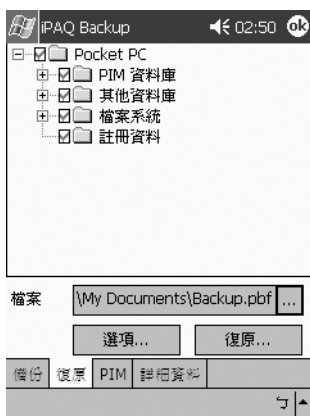 iPAQ Backup 02:50 ok
Pocket PC
PIM 資料庫
其他資料庫
檔案系統
註冊資料
檔案 \My Documents\Backup.pbf ...
選項... 復原...
備份 復原 PIM 詳細資料
ㄅ